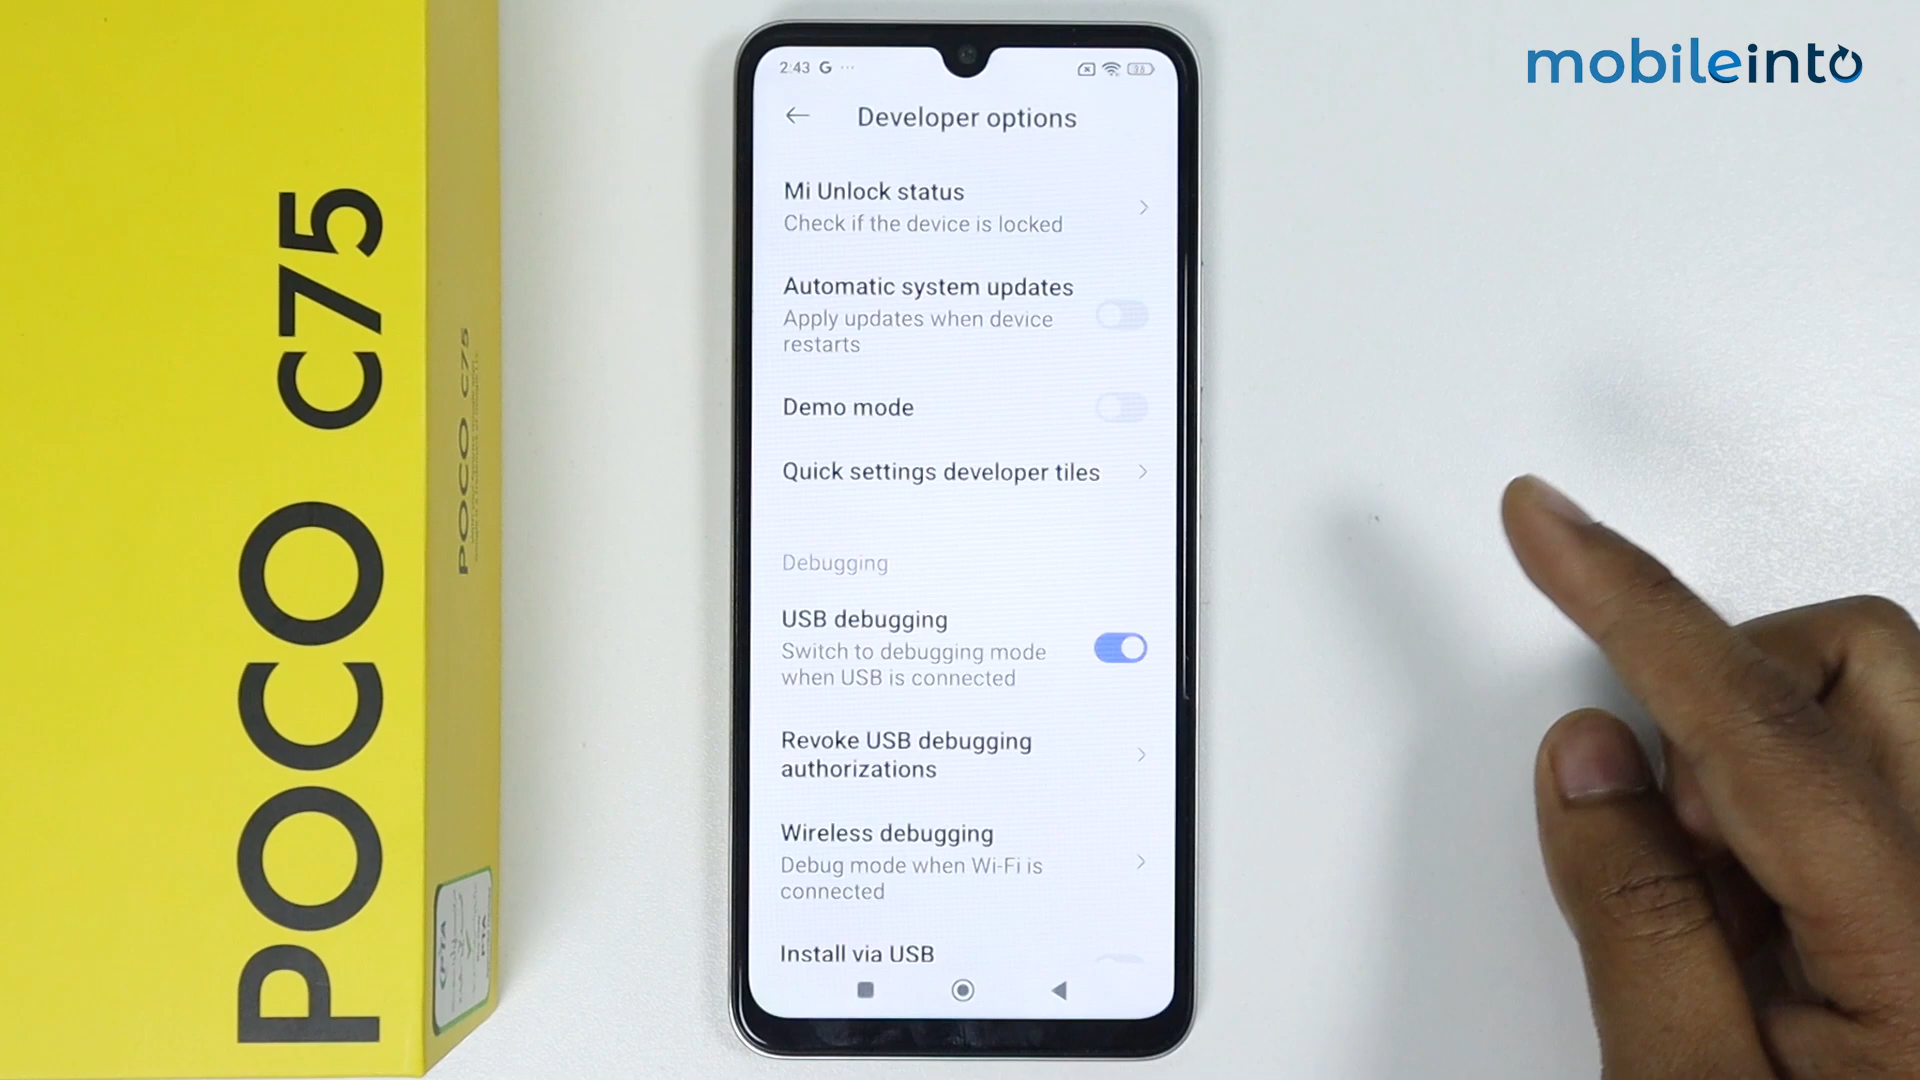 mobileinto
POCO C75
POCO C75
PTA
2:43 G ...
98
Developer options
Mi Unlock status
Check if the device is locked
Automatic system updates
Apply updates when device
restarts
Demo mode
Quick settings developer tiles
Debugging
USB debugging
Switch to debugging mode
when USB is connected
Revoke USB debugging
authorizations
Wireless debugging
Debug mode when Wi-Fi is
connected
Install via USB